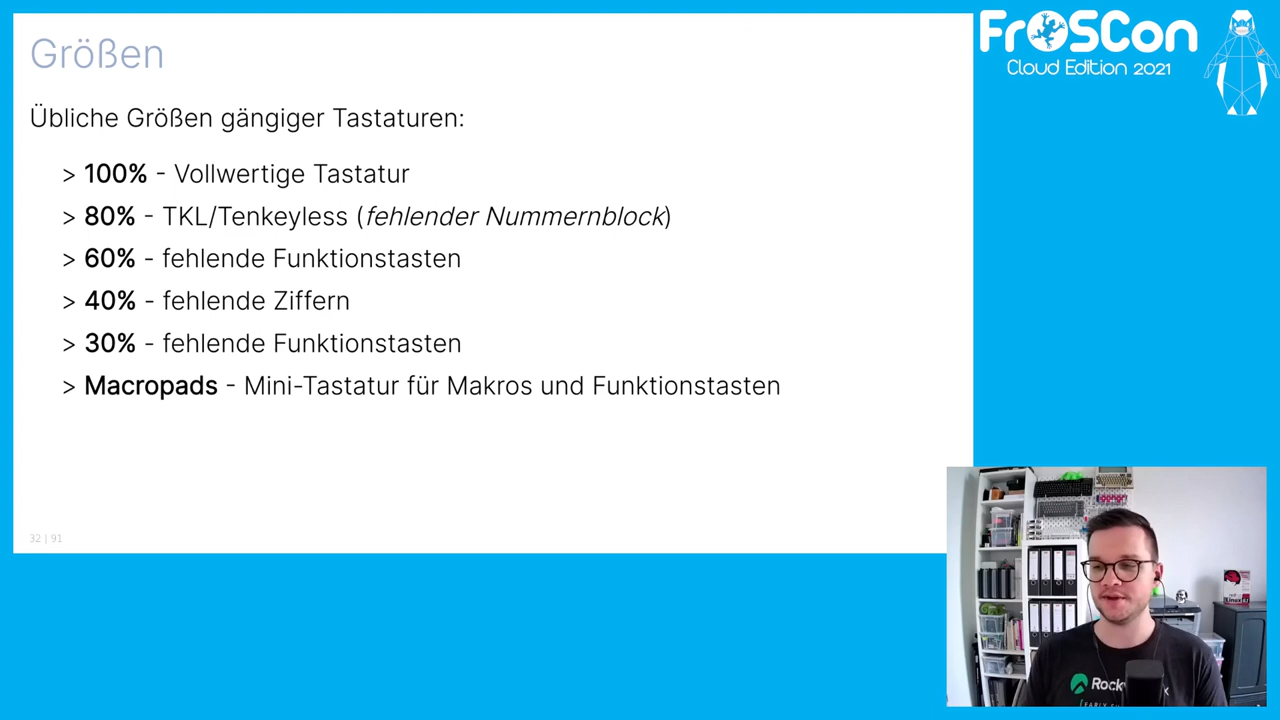 Größen
Übliche Größen gängiger Tastaturen:
> 100% - Vollwertige Tastatur
> 80% - TKL/Tenkeyless (fehlender Nummernblock)
> 60% - fehlende Funktionstasten
> 40% - fehlende Ziffern
> 30% - fehlende Funktionstasten
> Macropads - Mini-Tastatur für Makros und Funktionstasten
32 | 91
FrOSCon
Cloud Edition 2021